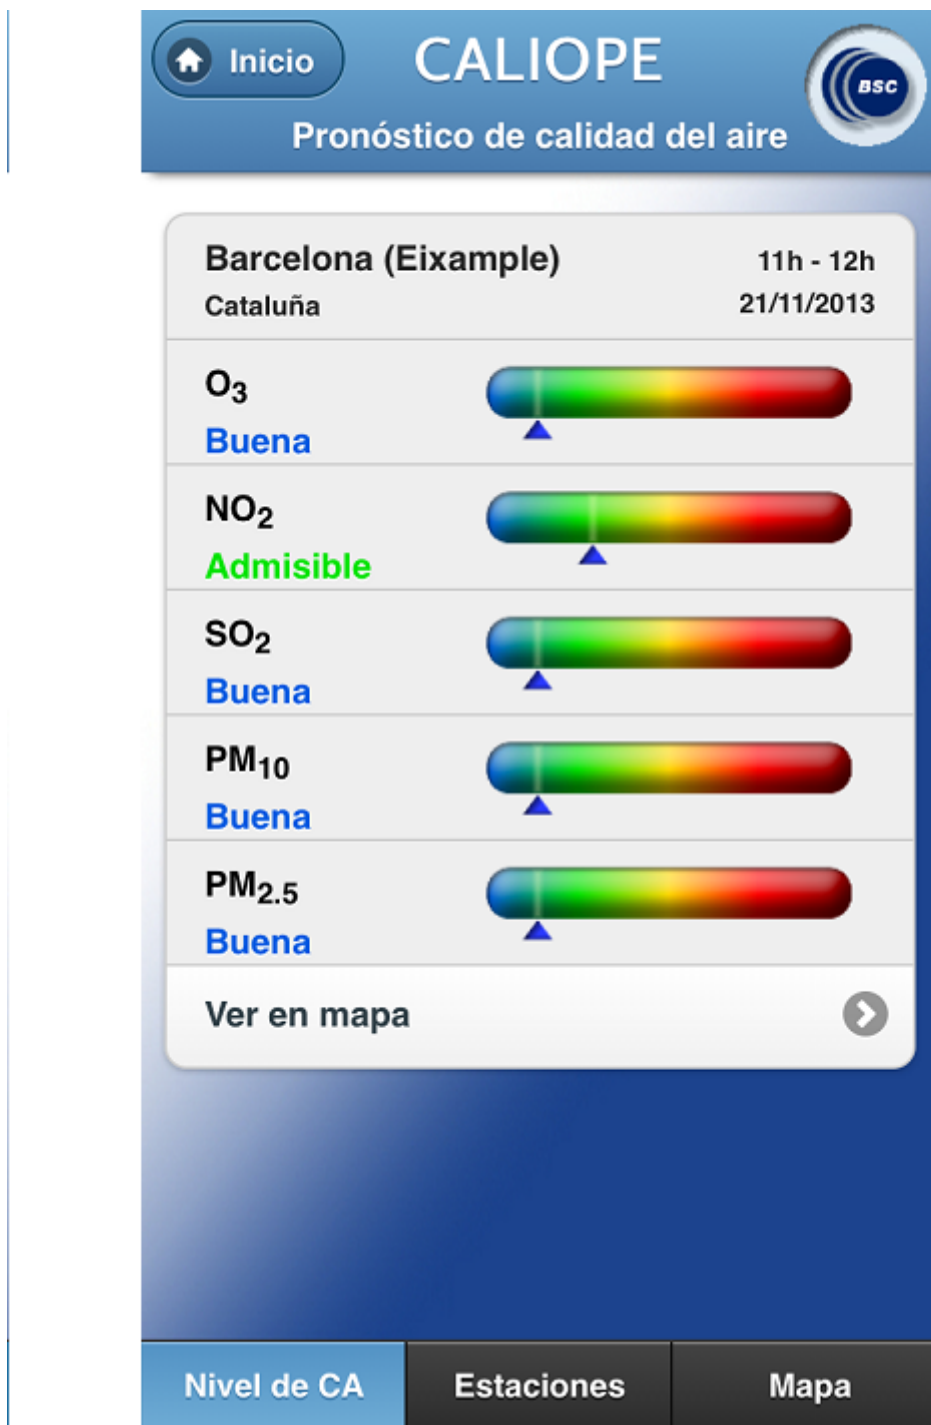 Inicio
CALIOPE
BSC
Pronóstico de calidad del aire
Barcelona (Eixample)
11h - 12h
Cataluña
21/11/2013
O₃
Buena
NO₂
Admisible
SO₂
Buena
PM₁₀
Buena
PM₂.₅
Buena
Ver en mapa
Nivel de CA
Estaciones
Mapa